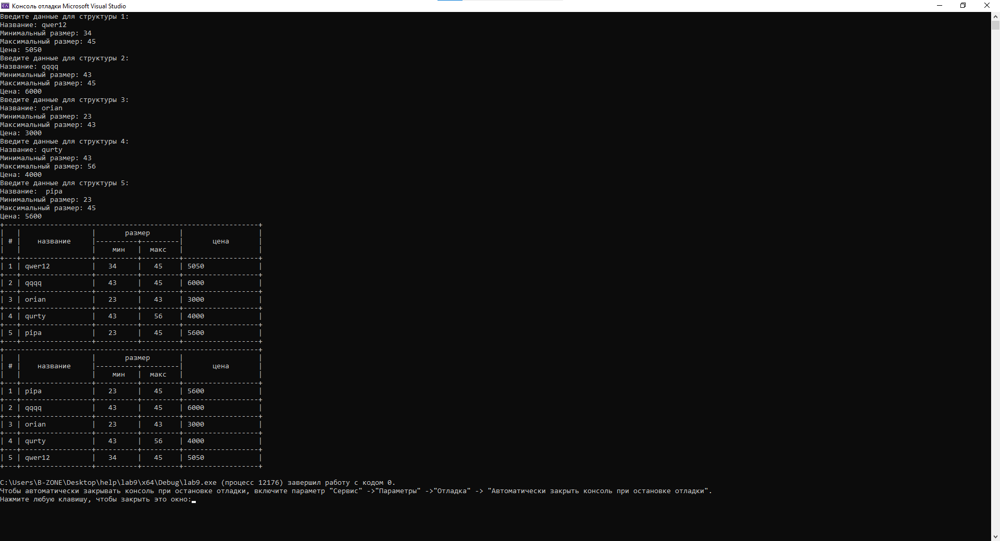 Консоль отладки Microsoft Visual Studio
Введите данные для структуры 1:
Название: qwer12
Минимальный размер: 34
Максимальный размер: 45
Цена: 5050
Введите данные для структуры 2:
Название: qqqq
Минимальный размер: 43
Максимальный размер: 45
Цена: 6000
Введите данные для структуры 3:
Название: orian
Минимальный размер: 23
Максимальный размер: 43
Цена: 3000
Введите данные для структуры 4:
Название: qurty
Минимальный размер: 43
Максимальный размер: 56
Цена: 4000
Введите данные для структуры 5:
Название:  pipa
Минимальный размер: 23
Максимальный размер: 45
Цена: 5600
+-------------------------------------------------------------+
|   |                 |       размер       |                  |
| # |    название     |----------+---------|       цена       |
|   |                 |    мин   |  макс   |                  |
+---+-----------------+----------+---------+------------------+
| 1 | qwer12          |   34     |   45    | 5050             |
+---+-----------------+----------+---------+------------------+
| 2 | qqqq            |   43     |   45    | 6000             |
+---+-----------------+----------+---------+------------------+
| 3 | orian           |   23     |   43    | 3000             |
+---+-----------------+----------+---------+------------------+
| 4 | qurty           |   43     |   56    | 4000             |
+---+-----------------+----------+---------+------------------+
| 5 | pipa            |   23     |   45    | 5600             |
+---+-----------------+----------+---------+------------------+
+-------------------------------------------------------------+
|   |                 |       размер       |                  |
| # |    название     |----------+---------|       цена       |
|   |                 |    мин   |  макс   |                  |
+---+-----------------+----------+---------+------------------+
| 1 | pipa            |   23     |   45    | 5600             |
+---+-----------------+----------+---------+------------------+
| 2 | qqqq            |   43     |   45    | 6000             |
+---+-----------------+----------+---------+------------------+
| 3 | orian           |   23     |   43    | 3000             |
+---+-----------------+----------+---------+------------------+
| 4 | qurty           |   43     |   56    | 4000             |
+---+-----------------+----------+---------+------------------+
| 5 | qwer12          |   34     |   45    | 5050             |
+---+-----------------+----------+---------+------------------+
C:\Users\B-ZONE\Desktop\help\lab9\x64\Debug\lab9.exe (процесс 12176) завершил работу с кодом 0.
Чтобы автоматически закрывать консоль при остановке отладки, включите параметр "Сервис" ->"Параметры" ->"Отладка" -> "Автоматически закрыть консоль при остановке отладки".
Нажмите любую клавишу, чтобы закрыть это окно: